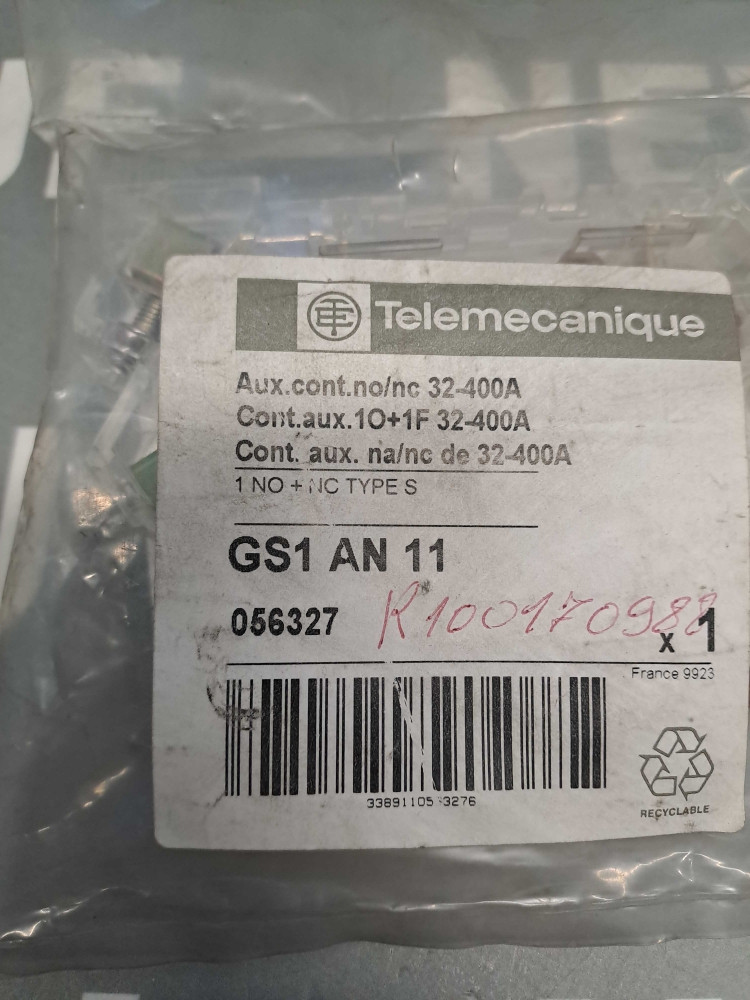 Telemecanique
Aux.cont.no/nc 32-400A
Cont.aux.1O+1F 32-400A
Cont. aux. na/nc de 32-400A
1 NO + NC TYPE S
GS1 AN 11
056327 R100170988
x 1
France 9923
33891105 3276
RECYCLABLE